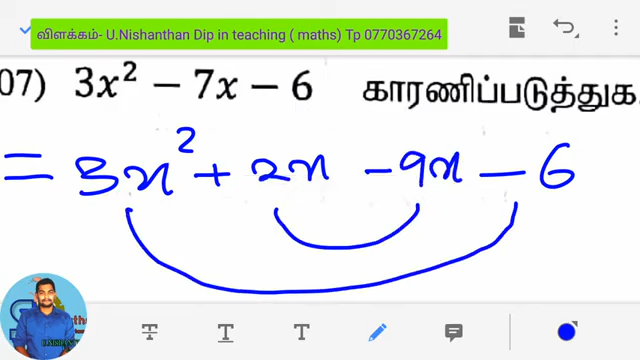 விளக்கம்- U.Nishanthan Dip in teaching ( maths) Tp 0770367264
07) 3x² − 7x − 6 காரணிப்படுத்துக.
= 3x² + 2x − 9x − 6